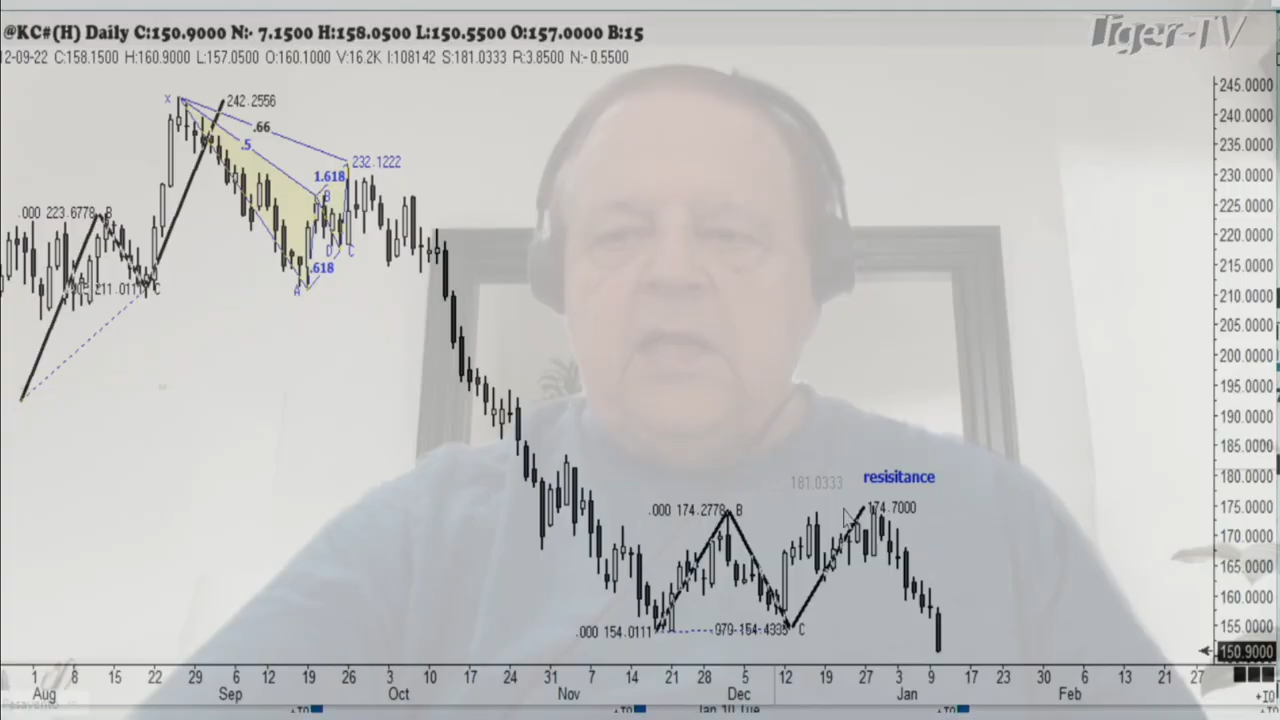 @KC#(H) Daily C:150.9000 N:- 7.1500 H:158.0500 L:150.5500 O:157.0000 B:15
Tiger-TV
12-09-22 C:158.1500 H:160.9000 L:157.0500 O:160.1000 V:16.2K I:108142 S:181.0333 R:3.8500 N:-0.5500
245.0000
X 242.2556
240.0000
.66
235.0000
.5
232.1222
1.618
230.0000
B
.000 223.6778 B
225.0000
220.0000
D C
.618
215.0000
211.0111 C
A
210.0000
205.0000
200.0000
195.0000
190.0000
185.0000
181.0333 resisitance
180.0000
.000 174.2778 B
174.7000
175.0000
170.0000
165.0000
160.0000
.000 154.0111
.979 154.4335 C
155.0000
150.9000
1 8 15 22 29 6 12 19 26 3 10 17 24 31 7 14 21 28 5 12 19 27 3 9 17 23 30 6 13 21 27
Aug Sep Oct Nov Dec Jan Feb
Pesavento
Jan 10 Tue